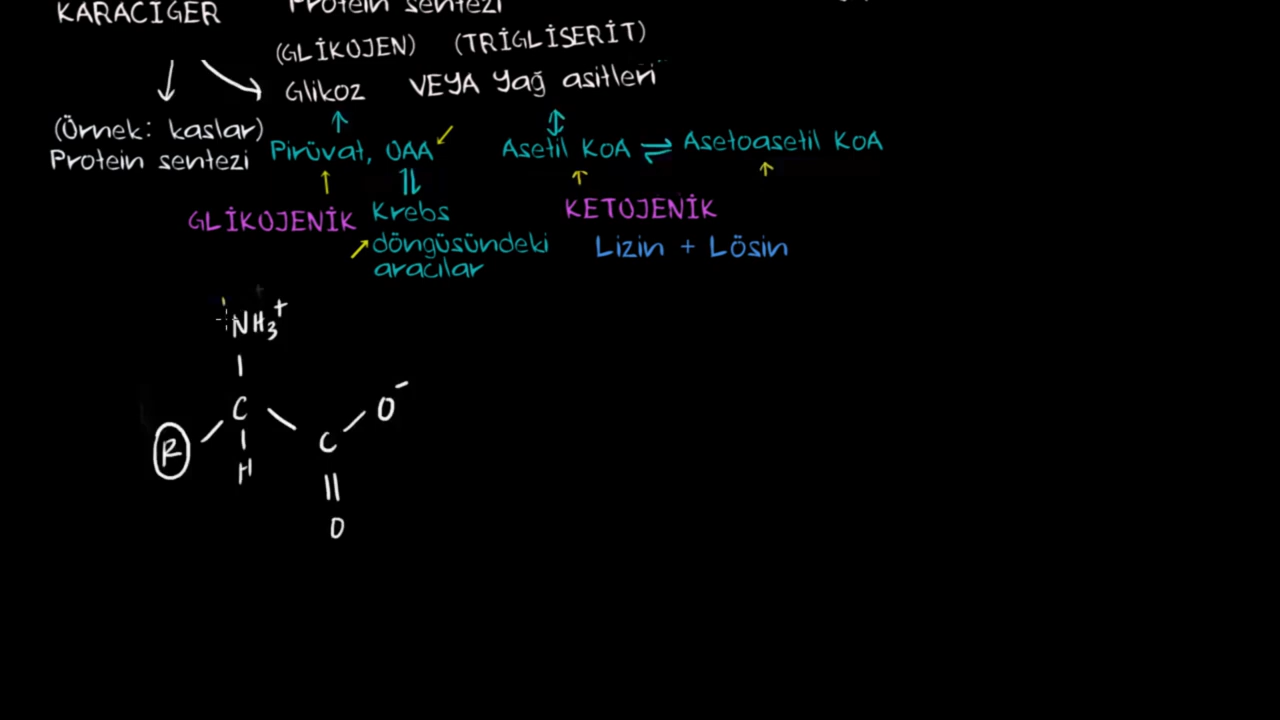 KARACİĞER
Protein sentezi
(GLİKOJEN) (TRİGLİSERİT)
Glikoz VEYA Yağ asitleri
(Örnek: kaslar)
Protein sentezi
Pirüvat, OAA
Asetil KoA ⇌ Asetoasetil KoA
GLİKOJENİK
Krebs
döngüsündeki
aracılar
KETOJENİK
Lizin + Lösin
NH3+
C
R
H
C
O-
O